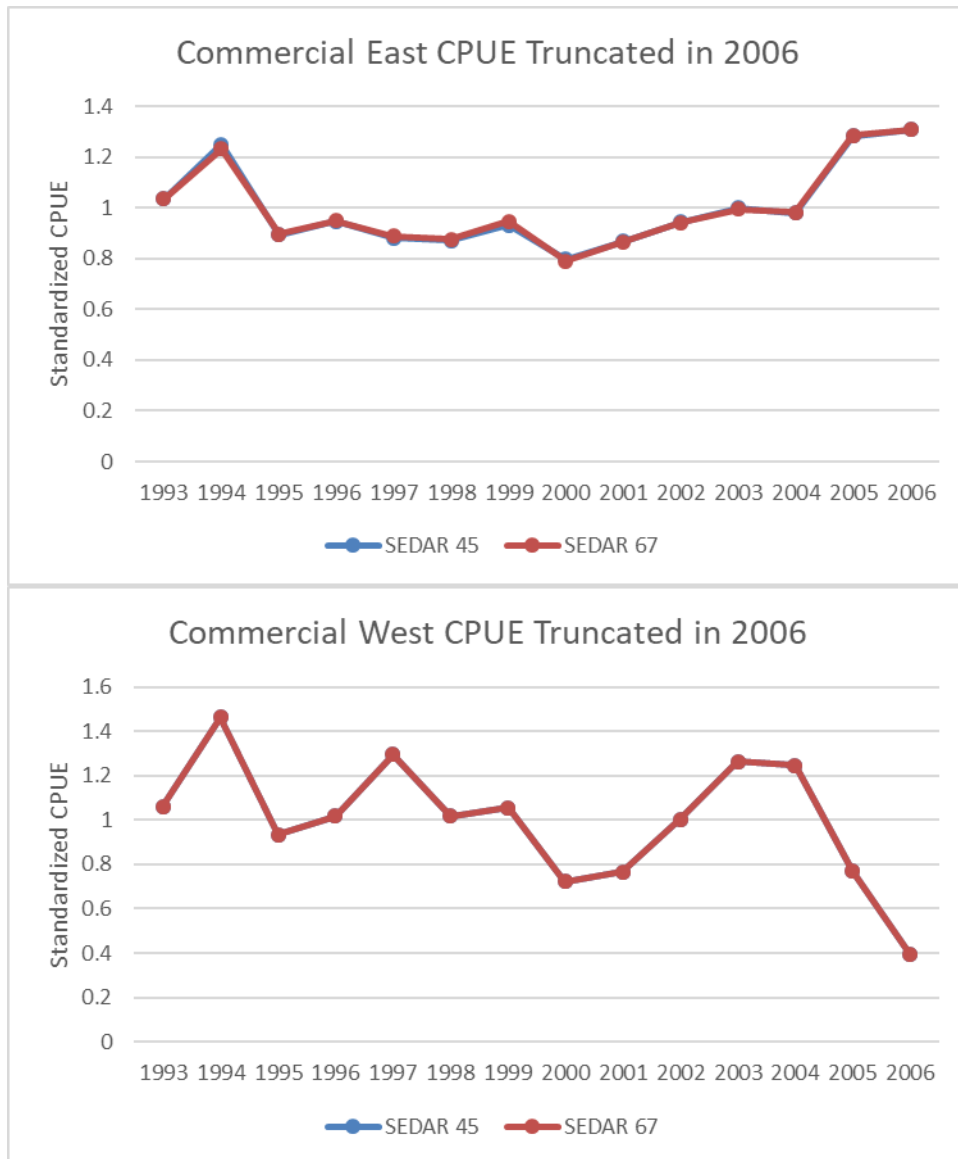 Commercial East CPUE Truncated in 2006
Standardized CPUE
1.4
1.2
1
0.8
0.6
0.4
0.2
0
1993 1994 1995 1996 1997 1998 1999 2000 2001 2002 2003 2004 2005 2006
SEDAR 45 SEDAR 67
Commercial West CPUE Truncated in 2006
Standardized CPUE
1.6
1.4
1.2
1
0.8
0.6
0.4
0.2
0
1993 1994 1995 1996 1997 1998 1999 2000 2001 2002 2003 2004 2005 2006
SEDAR 45 SEDAR 67